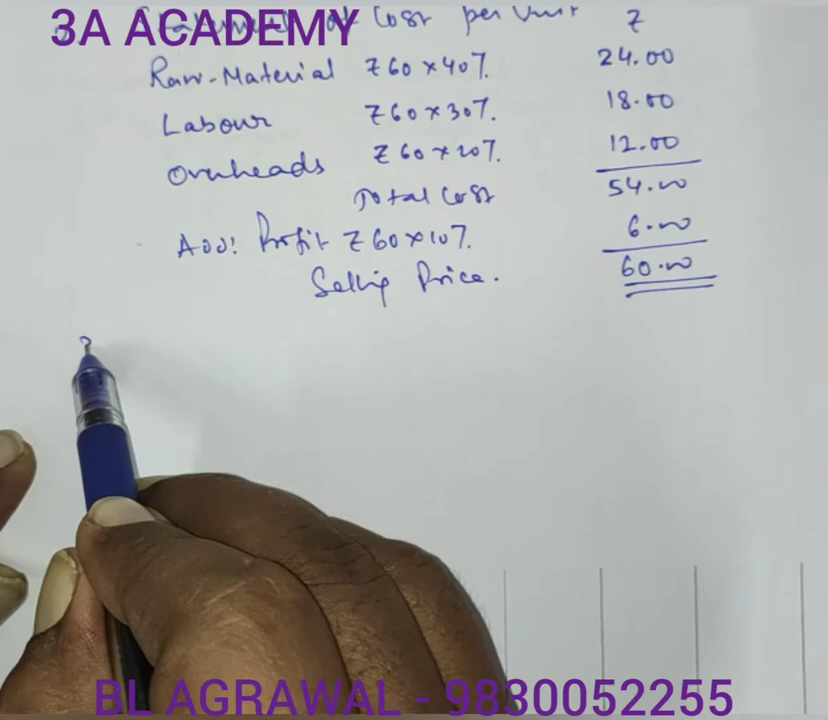 3A ACADEMY
of Cost per Unit ₹
Raw-Material ₹60 × 40% 24.00
Labour ₹60 × 30% 18.00
Overheads ₹60 × 20% 12.00
Total Cost 54.00
Add: Profit ₹60 × 10% 6.00
Selling Price. 60.00
BL AGRAWAL - 9830052255